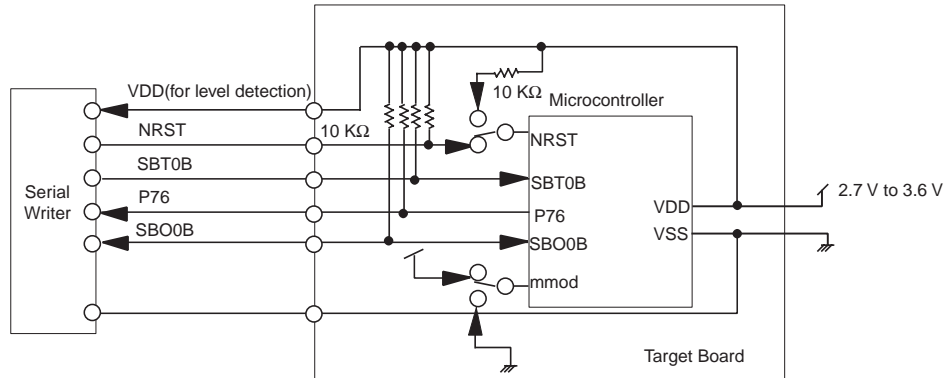 VDD(for level detection)
10 KΩ
Microcontroller
NRST
10 KΩ
NRST
SBT0B
SBT0B
Serial
Writer
P76
P76
VDD
2.7 V to 3.6 V
SBO0B
SBO0B
VSS
mmod
Target Board